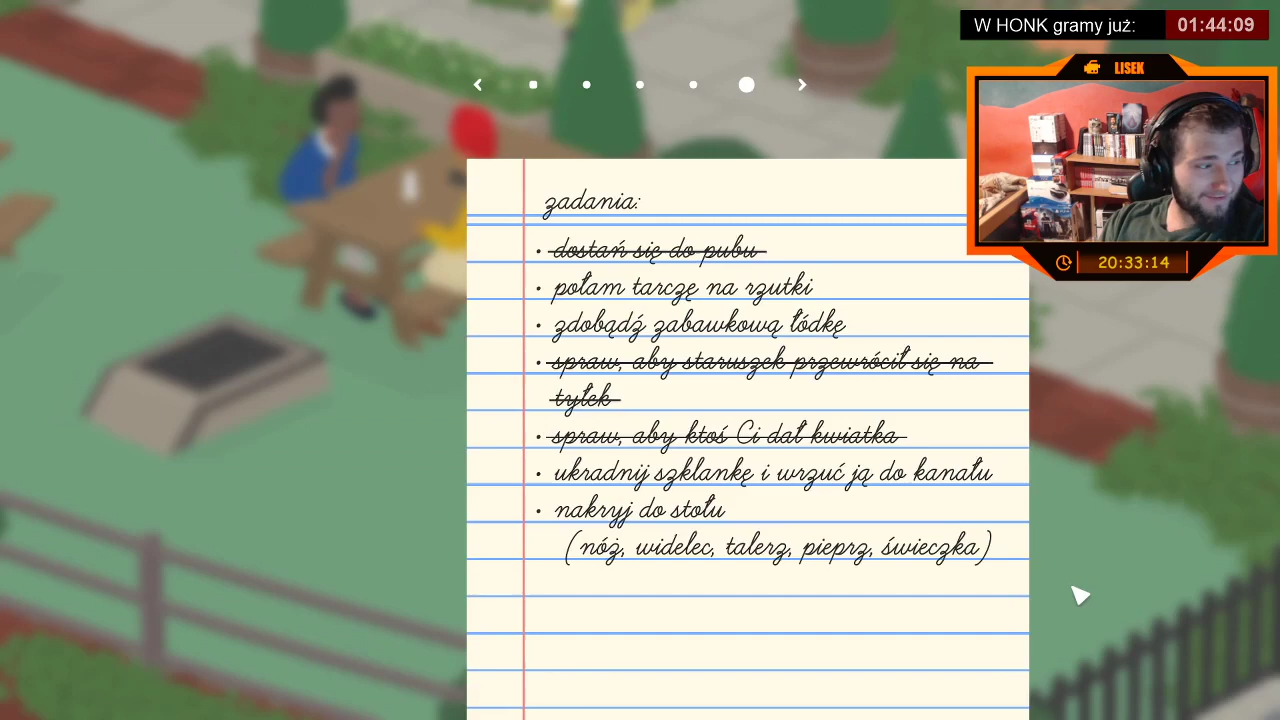 W HONK gramy już: 01:44:09
LISEK
20:33:14
zadania:
• dostań się do pubu
• połam tarczę na rzutki
• zdobądź zabawkową łódkę
• spraw, aby staruszek przewrócił się na
tyłek
• spraw, aby ktoś Ci dał kwiatka
• ukradnij szklankę i wrzuć ją do kanału
• nakryj do stołu
(nóż, widelec, talerz, pieprz, świeczka)